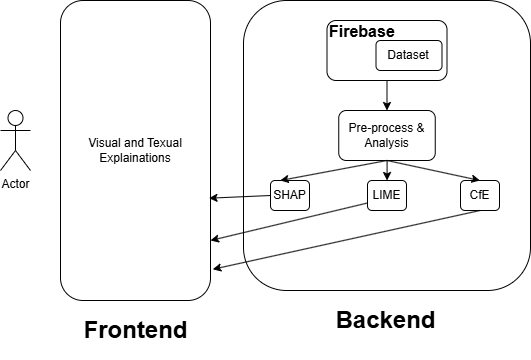 Firebase
Dataset
Pre-process &
Analysis
Visual and Texual
Explainations
Actor
SHAP
LIME
CfE
Frontend
Backend